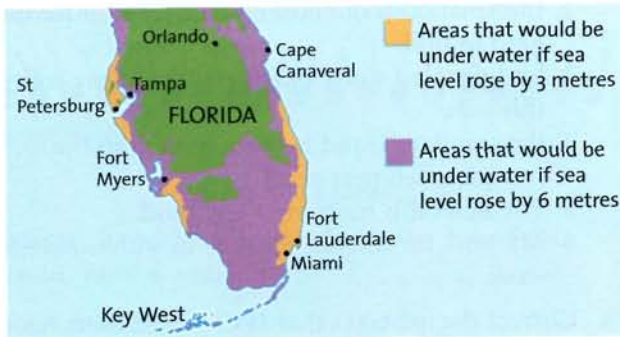 Orlando
Cape
Canaveral
St
Petersburg
Tampa
FLORIDA
Fort
Myers
Fort
Lauderdale
Miami
Key West
Areas that would be
under water if sea
level rose by 3 metres
Areas that would be
under water if sea
level rose by 6 metres